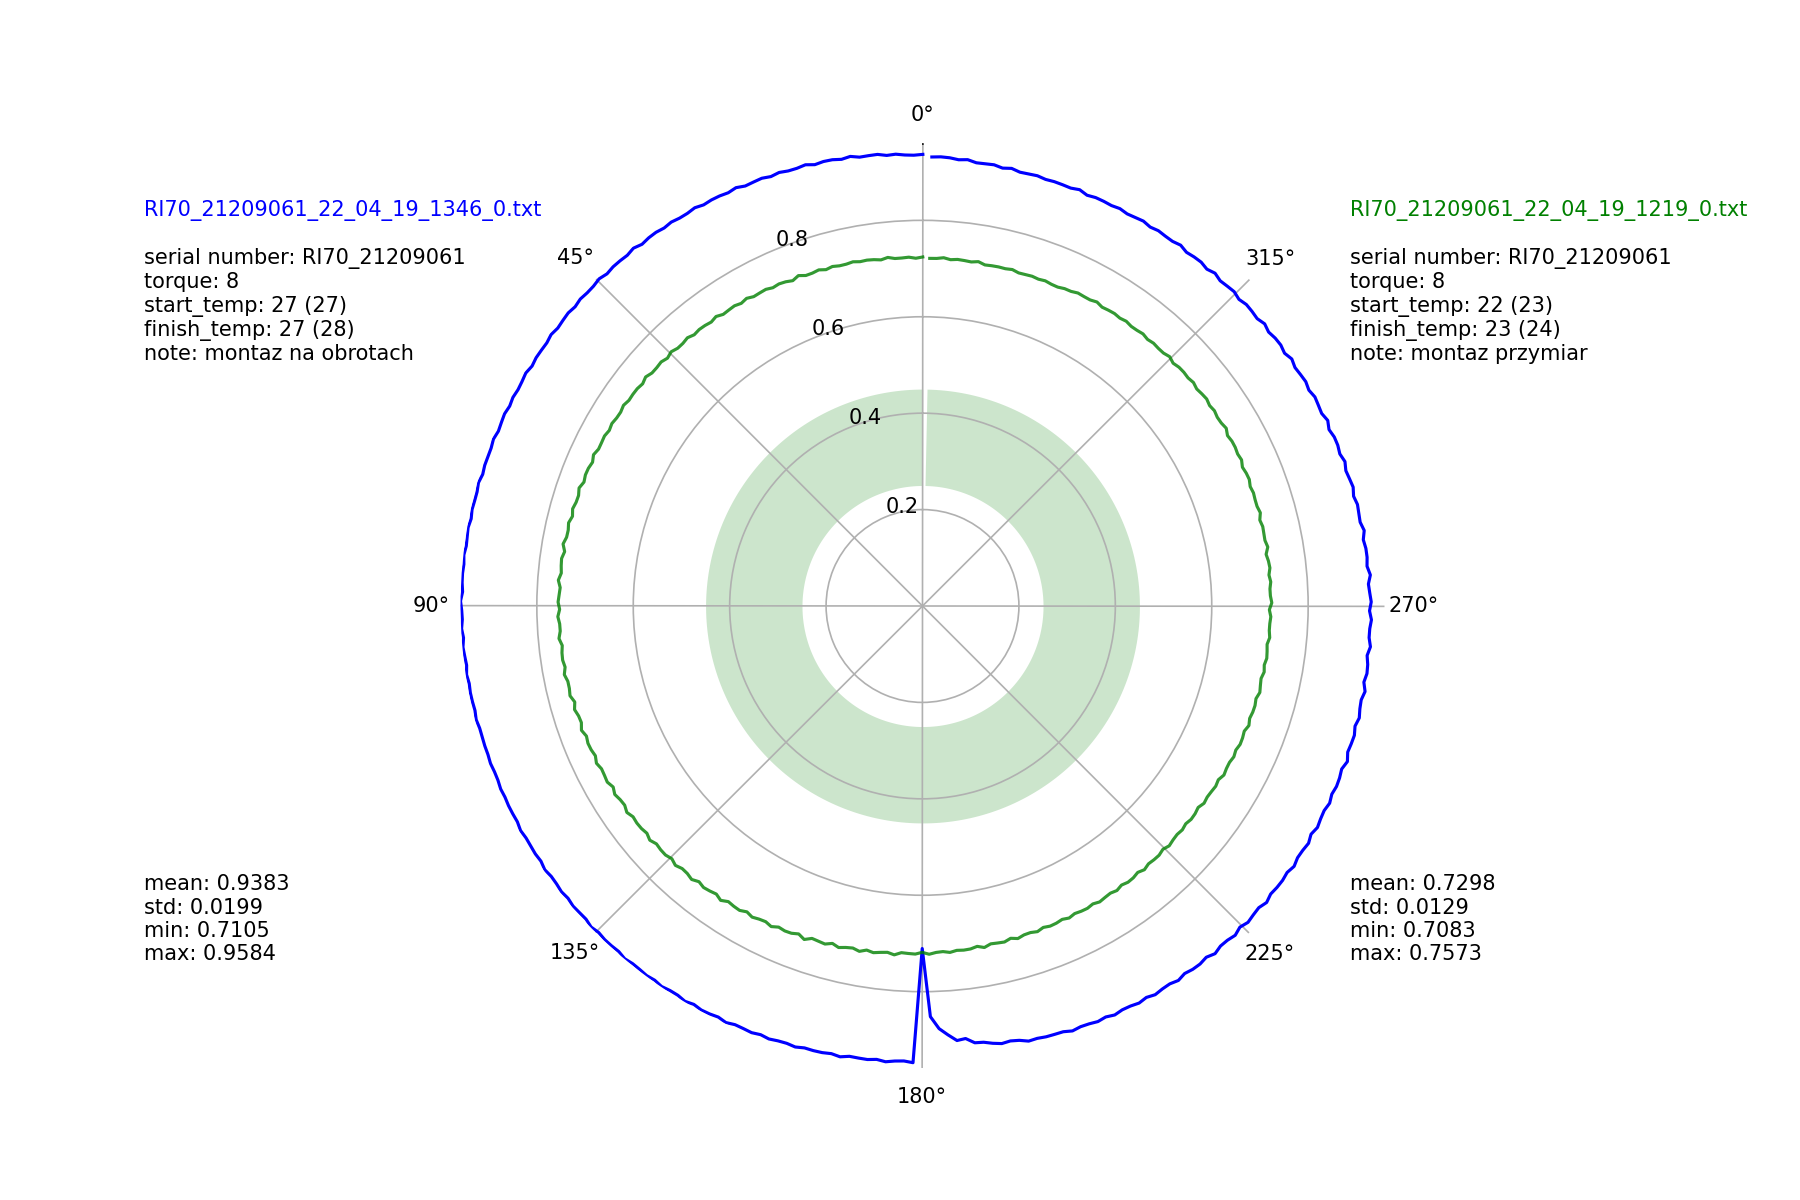 0°
RI70_21209061_22_04_19_1346_0.txt
RI70_21209061_22_04_19_1219_0.txt
serial number: RI70_21209061
torque: 8
start_temp: 27 (27)
finish_temp: 27 (28)
note: montaz na obrotach
serial number: RI70_21209061
torque: 8
start_temp: 22 (23)
finish_temp: 23 (24)
note: montaz przymiar
45°
315°
0.8
0.6
0.4
0.2
90°
270°
mean: 0.9383
std: 0.0199
min: 0.7105
max: 0.9584
mean: 0.7298
std: 0.0129
min: 0.7083
max: 0.7573
135°
225°
180°